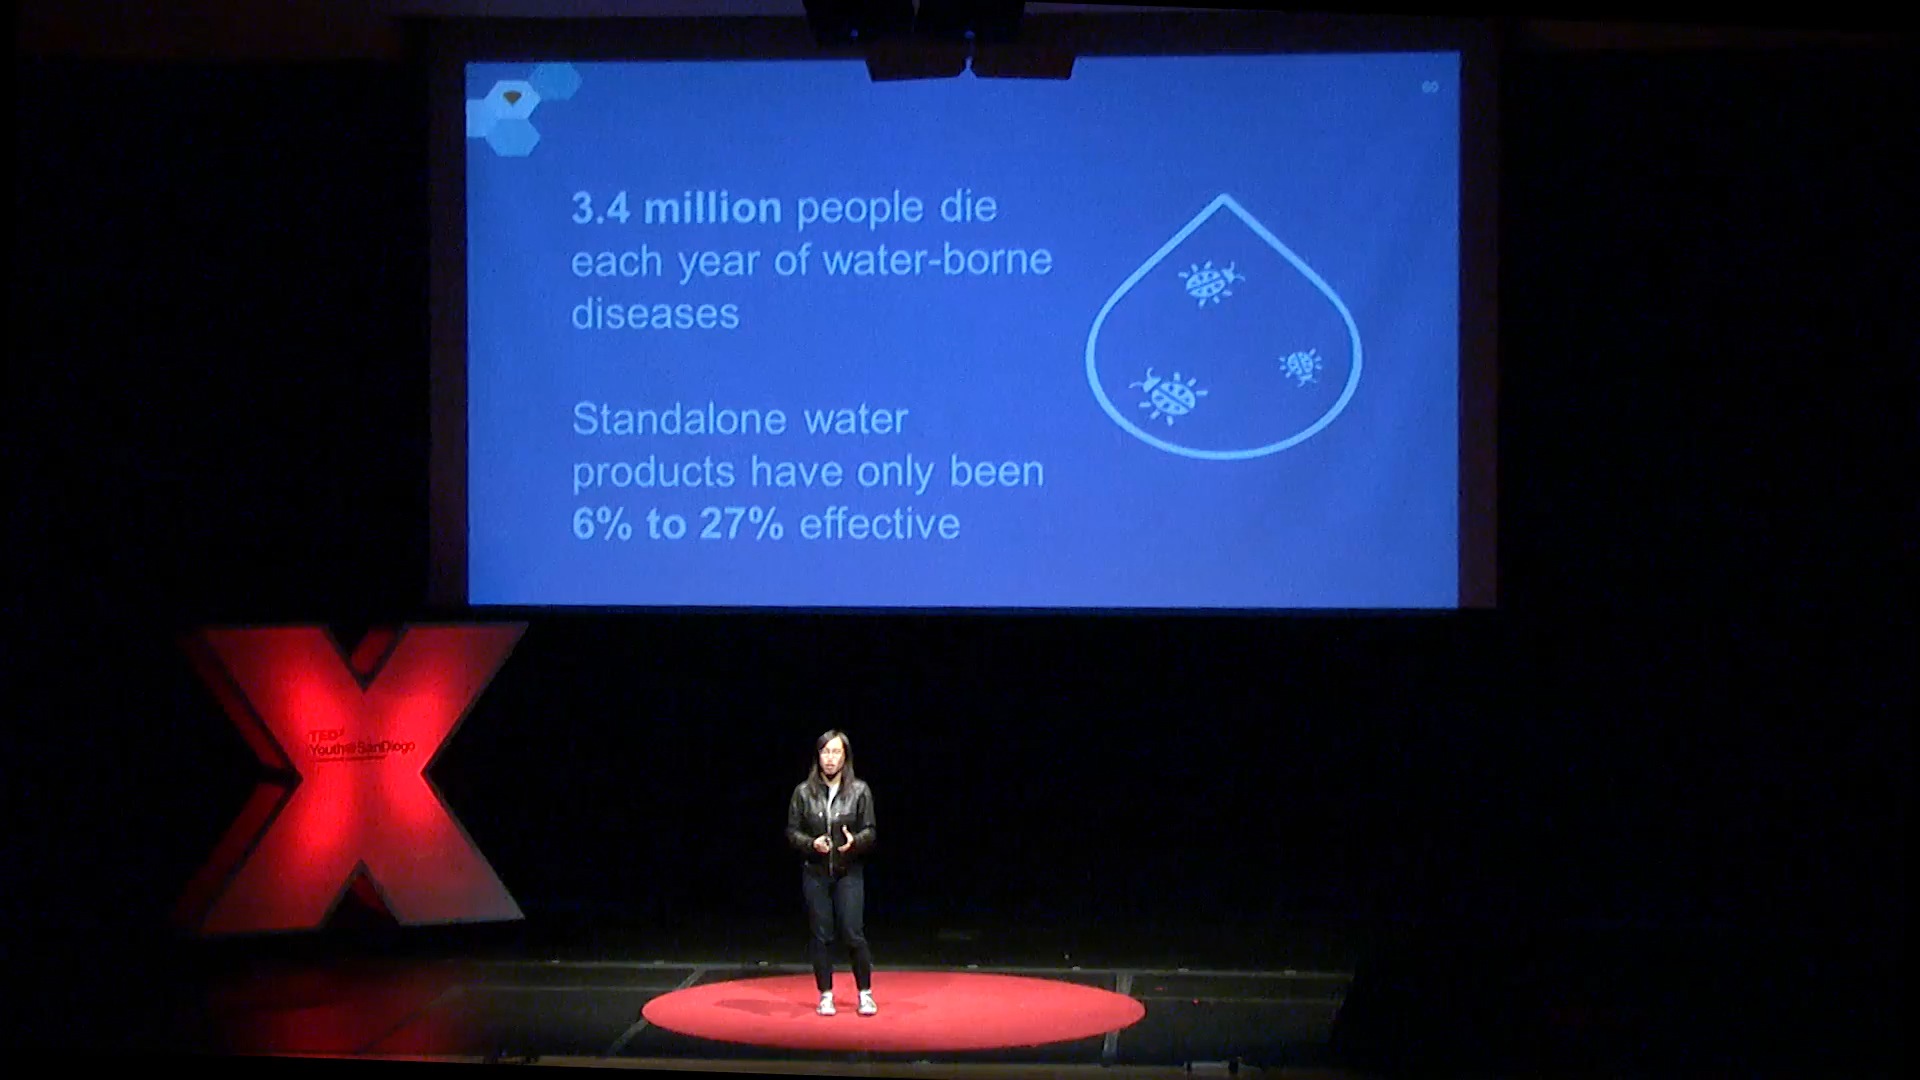 3.4 million people die
each year of water-borne
diseases
Standalone water
products have only been
6% to 27% effective
TEDx
Youth@SanDiego